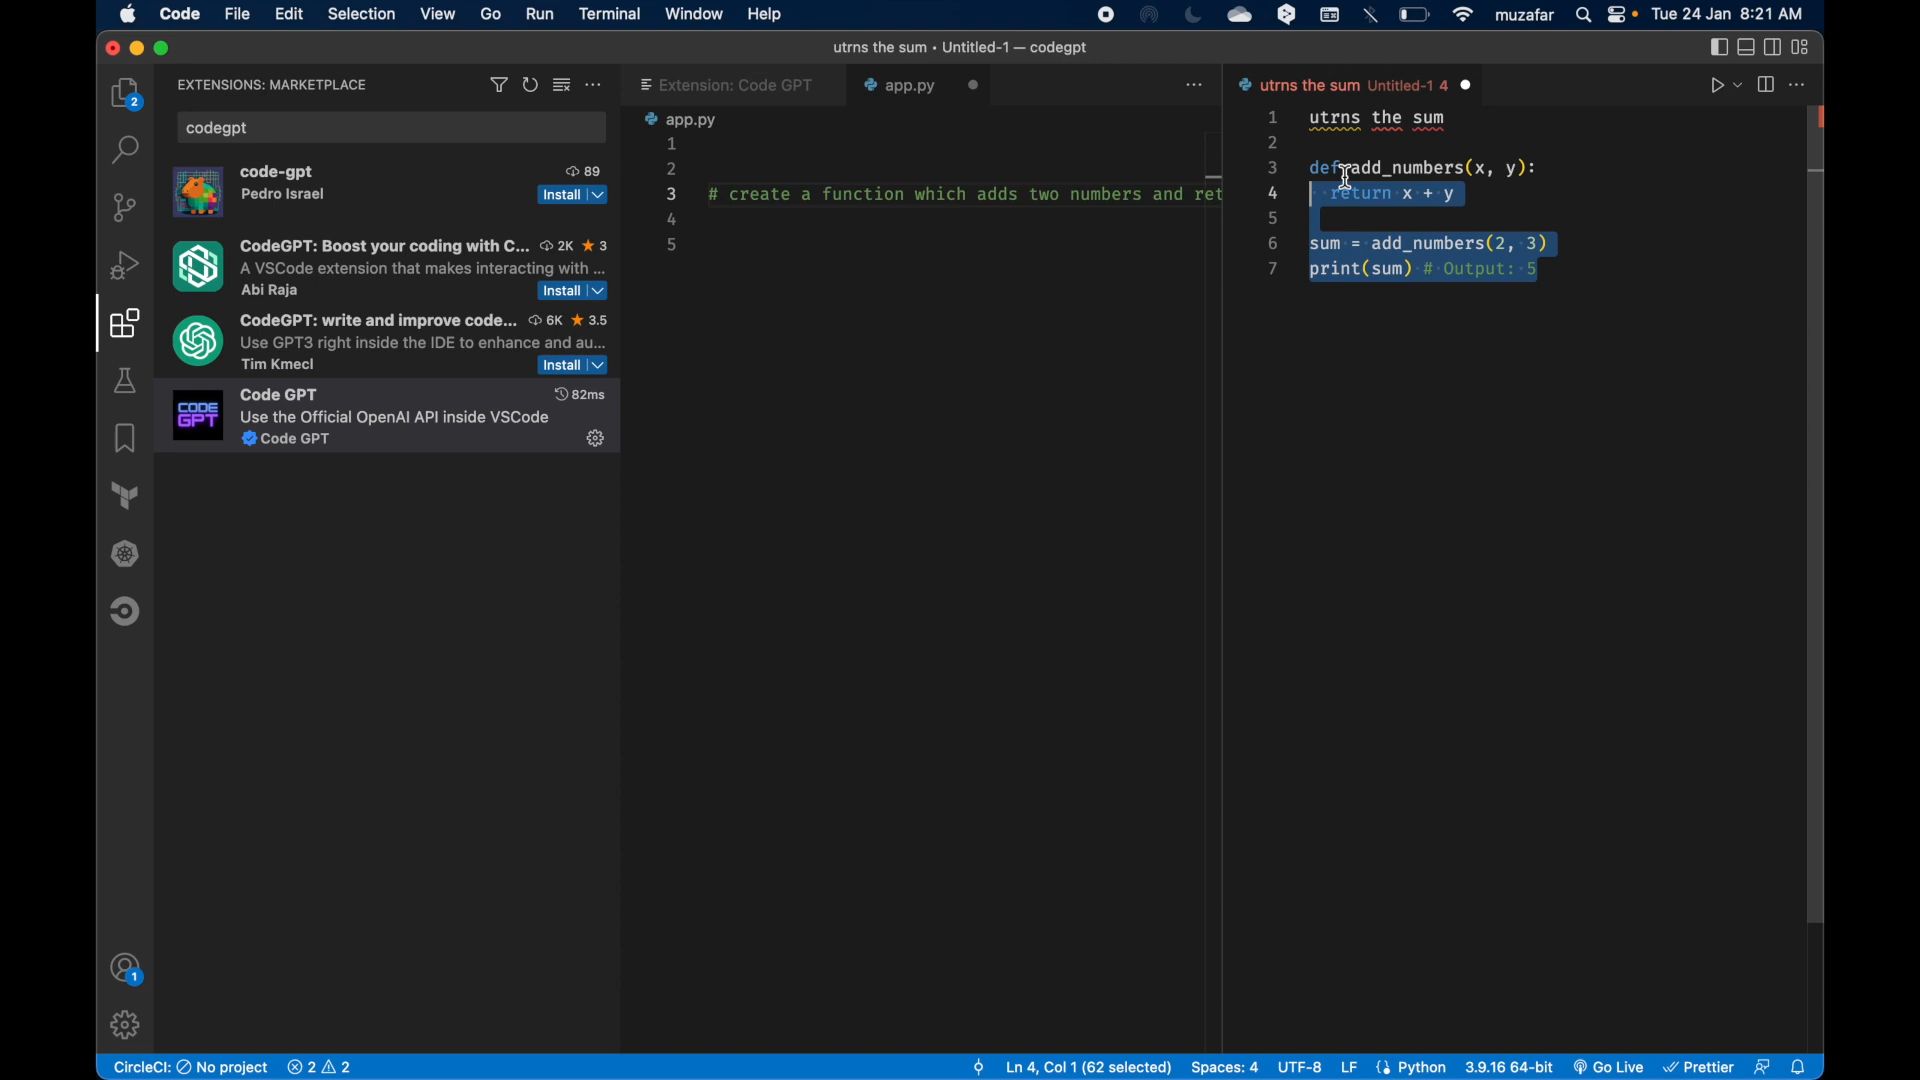 Code File Edit Selection View Go Run Terminal Window Help muzafar Tue 24 Jan 8:21 AM
utrns the sum • Untitled-1 — codegpt
EXTENSIONS: MARKETPLACE
codegpt
code-gpt 89
Pedro Israel Install
CodeGPT: Boost your coding with C... 2K ★ 3
A VSCode extension that makes interacting with ...
Abi Raja Install
CodeGPT: write and improve code... 6K ★ 3.5
Use GPT3 right inside the IDE to enhance and au...
Tim Kmecl Install
CODE
GPT
Code GPT 82ms
Use the Official OpenAI API inside VSCode
Code GPT
2
1
Extension: Code GPT app.py
app.py
1
2
3 # create a function which adds two numbers and ret
4
5
utrns the sum Untitled-1 4
1 utrns the sum
2
3 def add_numbers(x, y):
4 return x + y
5
6 sum = add_numbers(2, 3)
7 print(sum) # Output: 5
CircleCI: No project 2 2 Ln 4, Col 1 (62 selected) Spaces: 4 UTF-8 LF Python 3.9.16 64-bit Go Live Prettier